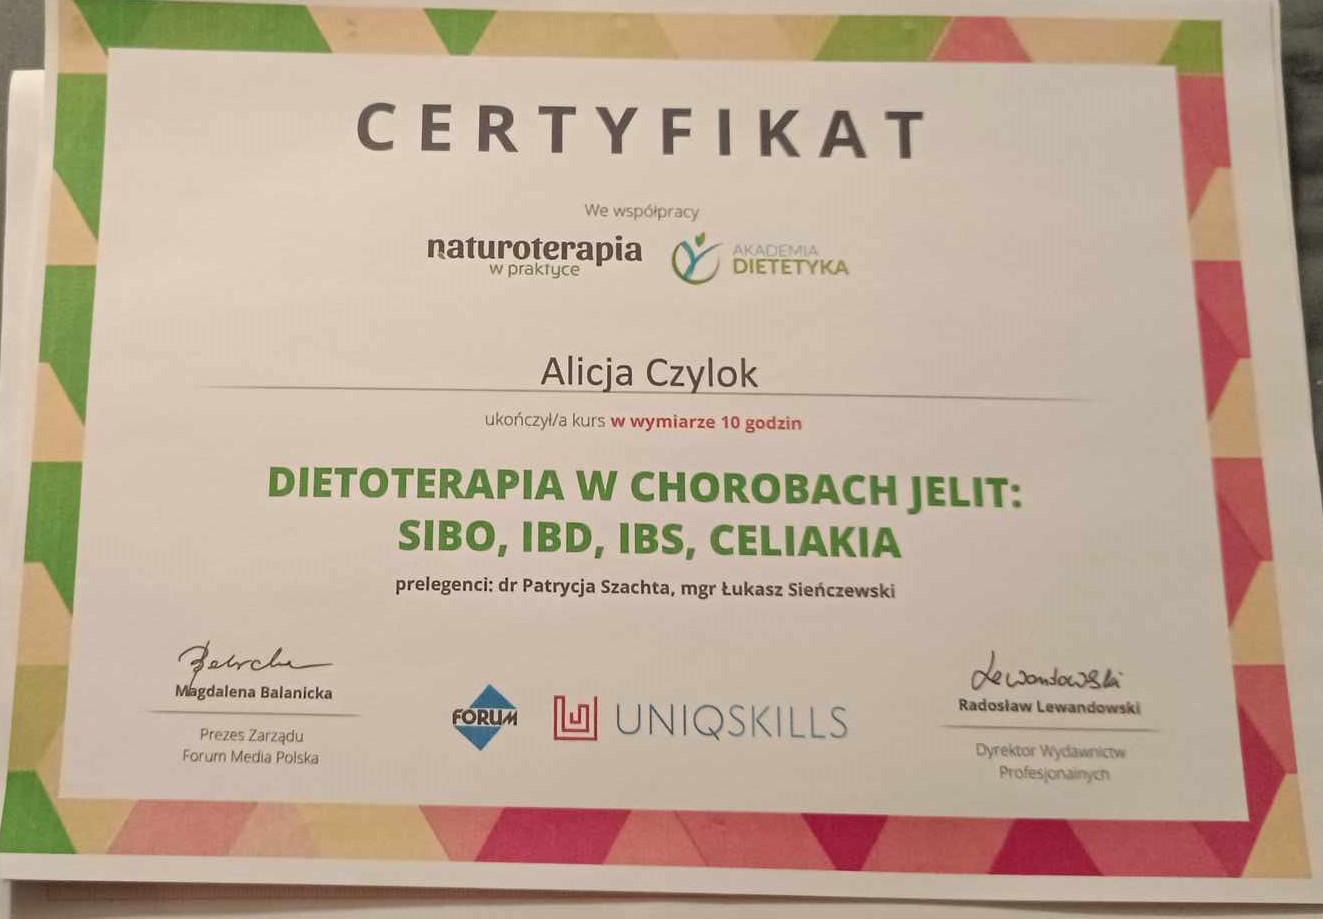 CERTYFIKAT
We współpracy
naturoterapia
w praktyce
AKADEMIA
DIETETYKA
Alicja Czylok
ukończył/a kurs w wymiarze 10 godzin
DIETOTERAPIA W CHOROBACH JELIT:
SIBO, IBD, IBS, CELIAKIA
prelegenci: dr Patrycja Szachta, mgr Łukasz Sieńczewski
Magdalena Balanicka
Prezes Zarządu
Forum Media Polska
FORUM
UNIQSKILLS
Lewandowski
Radosław Lewandowski
Dyrektor Wydawnictw
Profesjonalnych